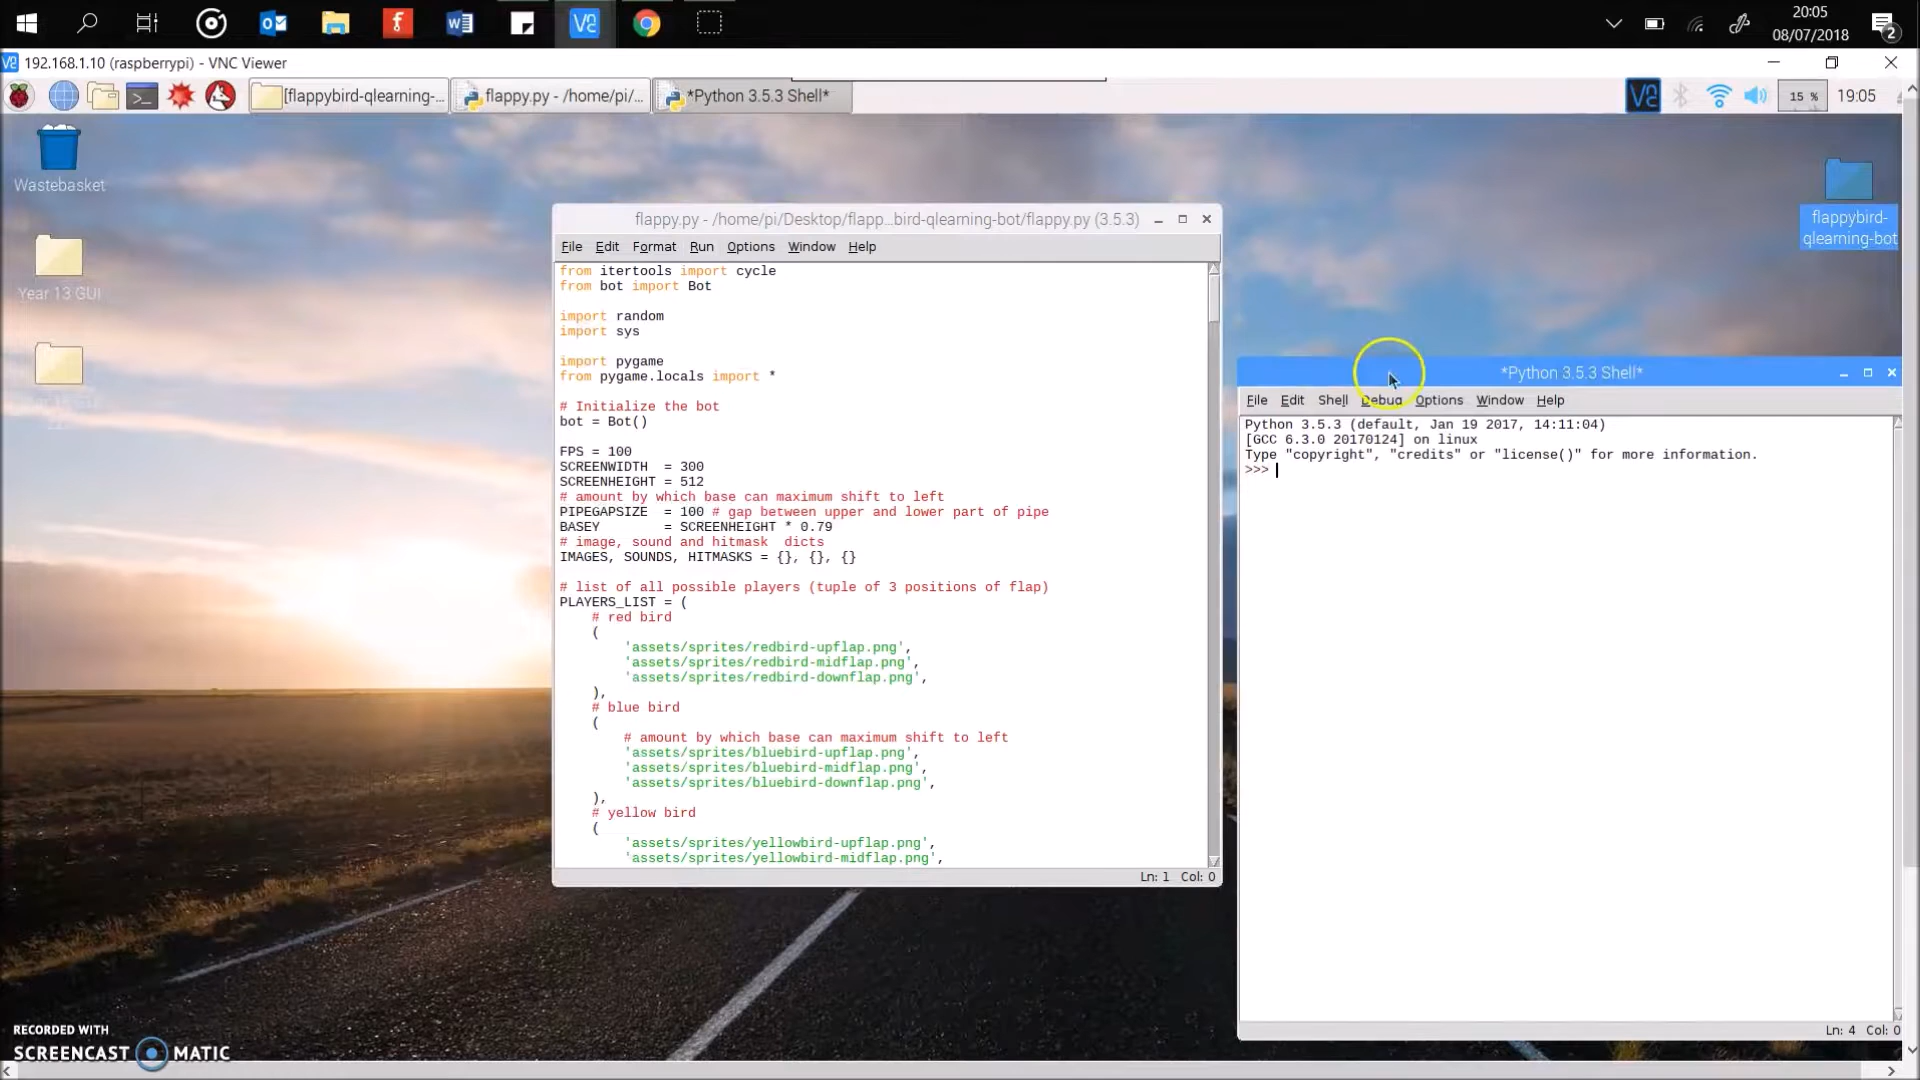 20:05
08/07/2018
2
192.168.1.10 (raspberrypi) - VNC Viewer
[flappybird-qlearning-...
flappy.py - /home/pi/...
*Python 3.5.3 Shell*
15 %
19:05
Wastebasket
Year 13 GUI
flappybird-
qlearning-bot
flappy.py - /home/pi/Desktop/flapp...bird-qlearning-bot/flappy.py (3.5.3)
File Edit Format Run Options Window Help
from itertools import cycle
from bot import Bot
import random
import sys
import pygame
from pygame.locals import *
# Initialize the bot
bot = Bot()
FPS = 100
SCREENWIDTH  = 300
SCREENHEIGHT = 512
# amount by which base can maximum shift to left
PIPEGAPSIZE  = 100 # gap between upper and lower part of pipe
BASEY        = SCREENHEIGHT * 0.79
# image, sound and hitmask  dicts
IMAGES, SOUNDS, HITMASKS = {}, {}, {}
# list of all possible players (tuple of 3 positions of flap)
PLAYERS_LIST = (
    # red bird
    (
        'assets/sprites/redbird-upflap.png',
        'assets/sprites/redbird-midflap.png',
        'assets/sprites/redbird-downflap.png',
    ),
    # blue bird
    (
        # amount by which base can maximum shift to left
        'assets/sprites/bluebird-upflap.png',
        'assets/sprites/bluebird-midflap.png',
        'assets/sprites/bluebird-downflap.png',
    ),
    # yellow bird
    (
        'assets/sprites/yellowbird-upflap.png',
        'assets/sprites/yellowbird-midflap.png',
Ln: 1 Col: 0
*Python 3.5.3 Shell*
File Edit Shell Debug Options Window Help
Python 3.5.3 (default, Jan 19 2017, 14:11:04)
[GCC 6.3.0 20170124] on linux
Type "copyright", "credits" or "license()" for more information.
>>>
Ln: 4 Col: 0
RECORDED WITH
SCREENCAST MATIC